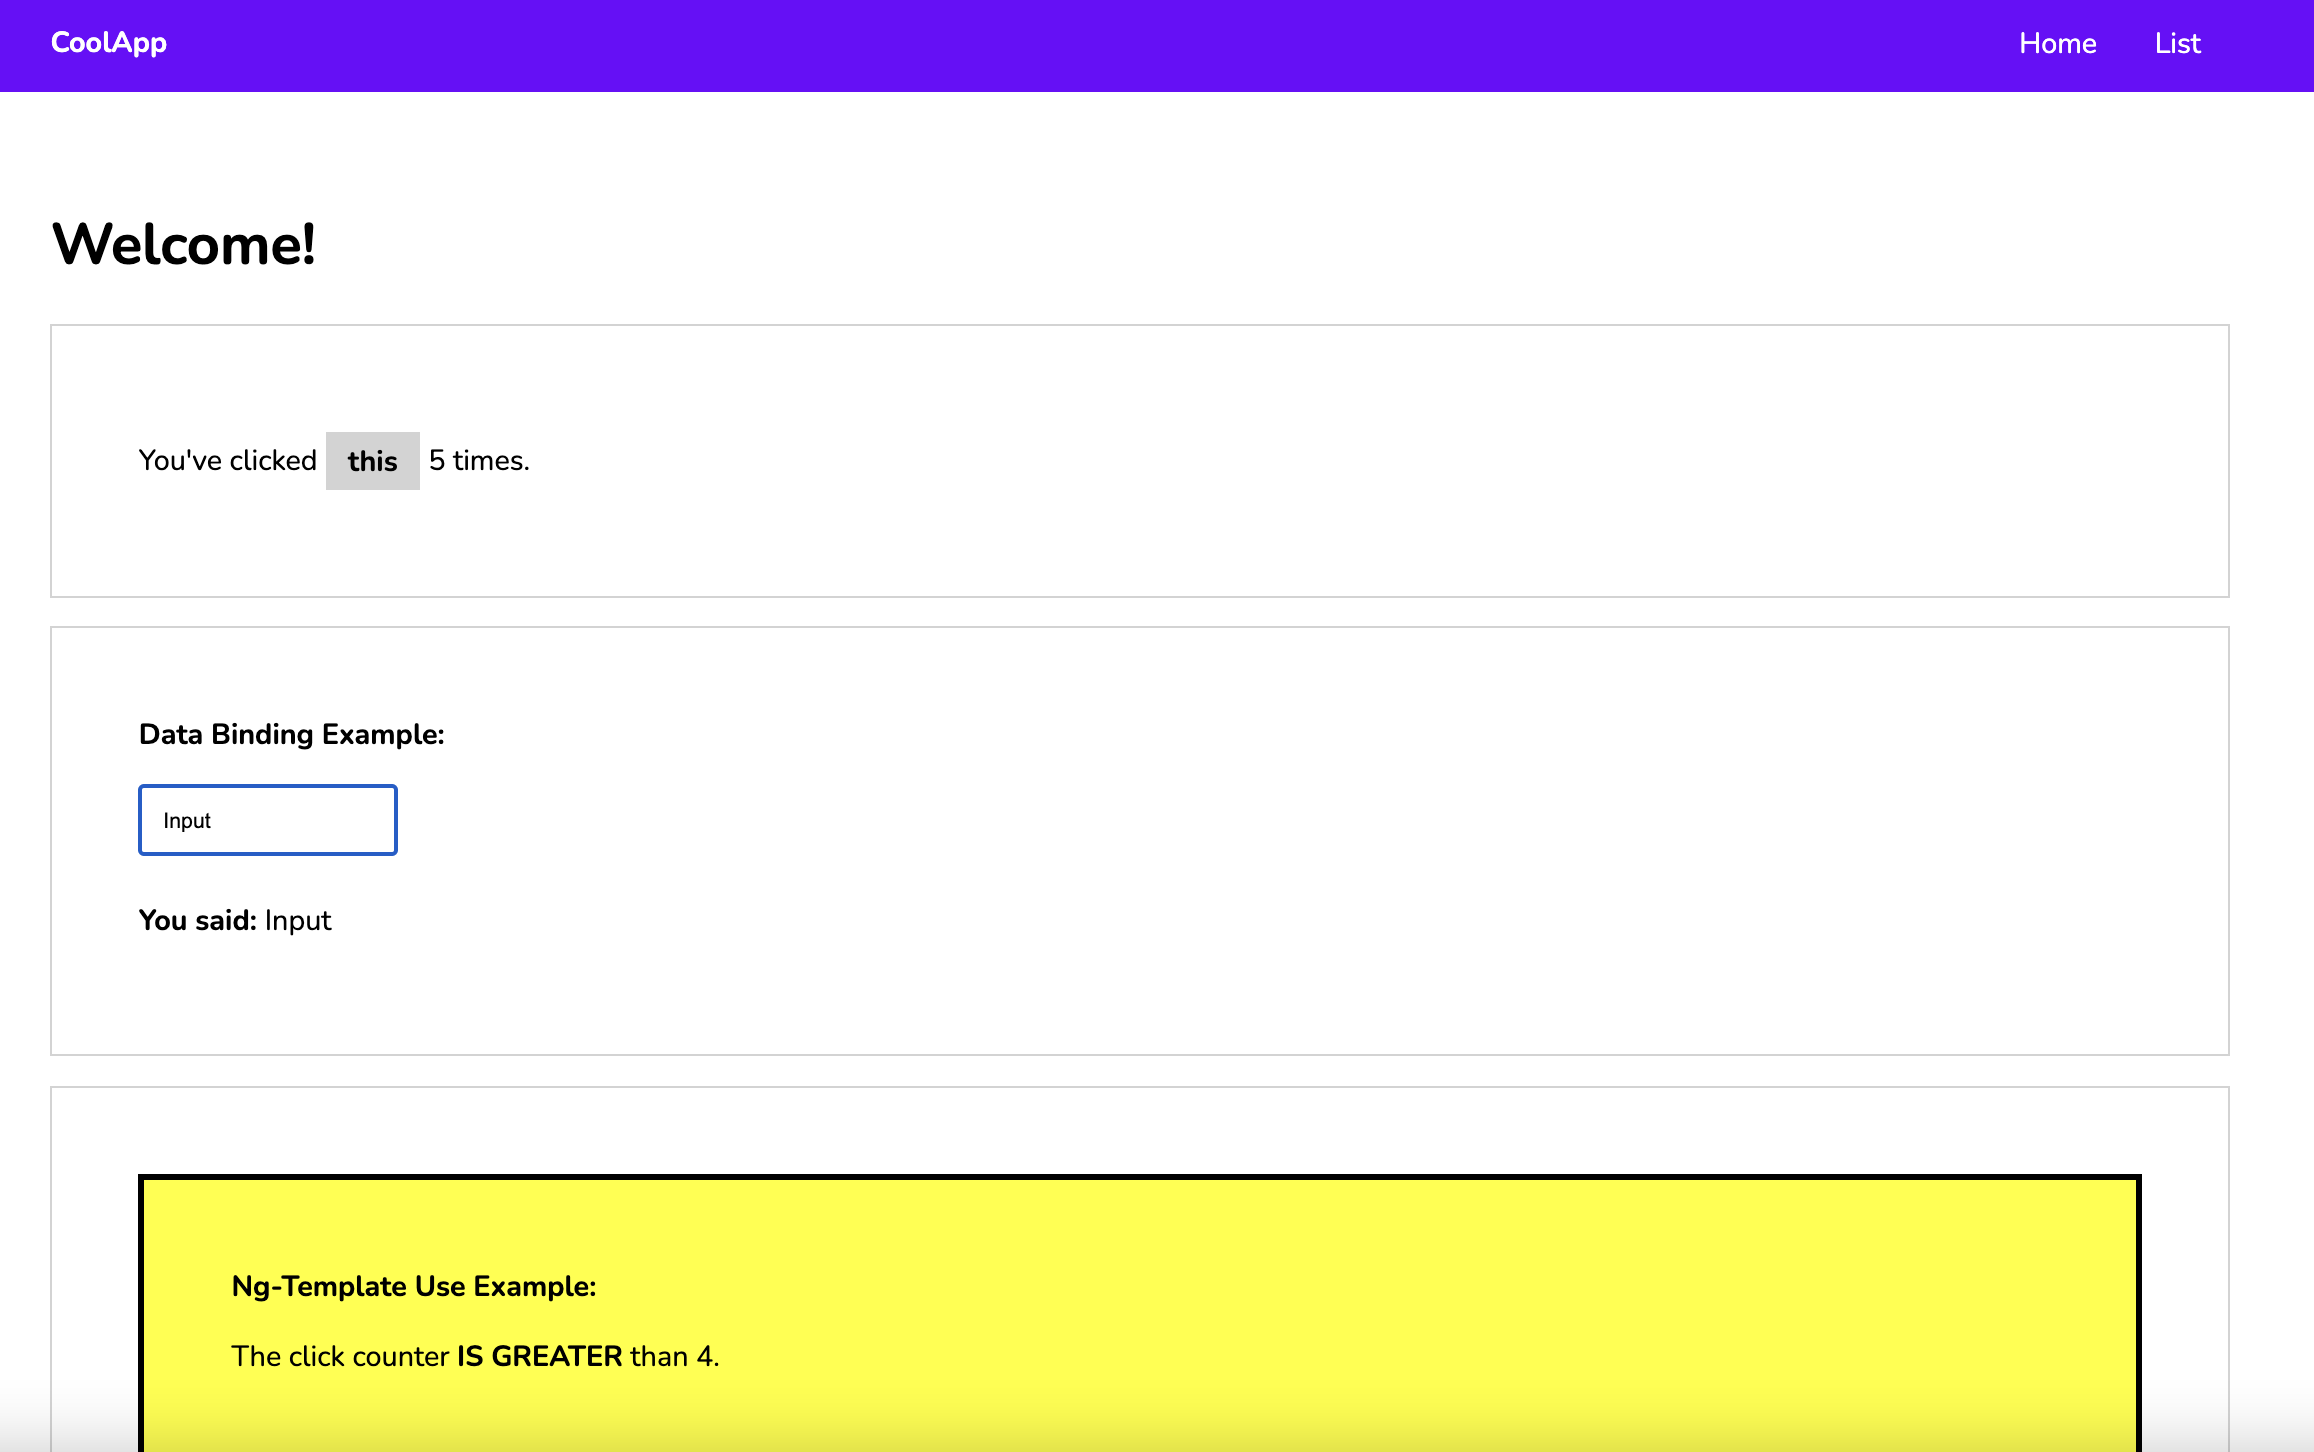 CoolApp Home List
Welcome!
You've clicked this 5 times.
Data Binding Example:
Input
You said: Input
Ng-Template Use Example:
The click counter IS GREATER than 4.